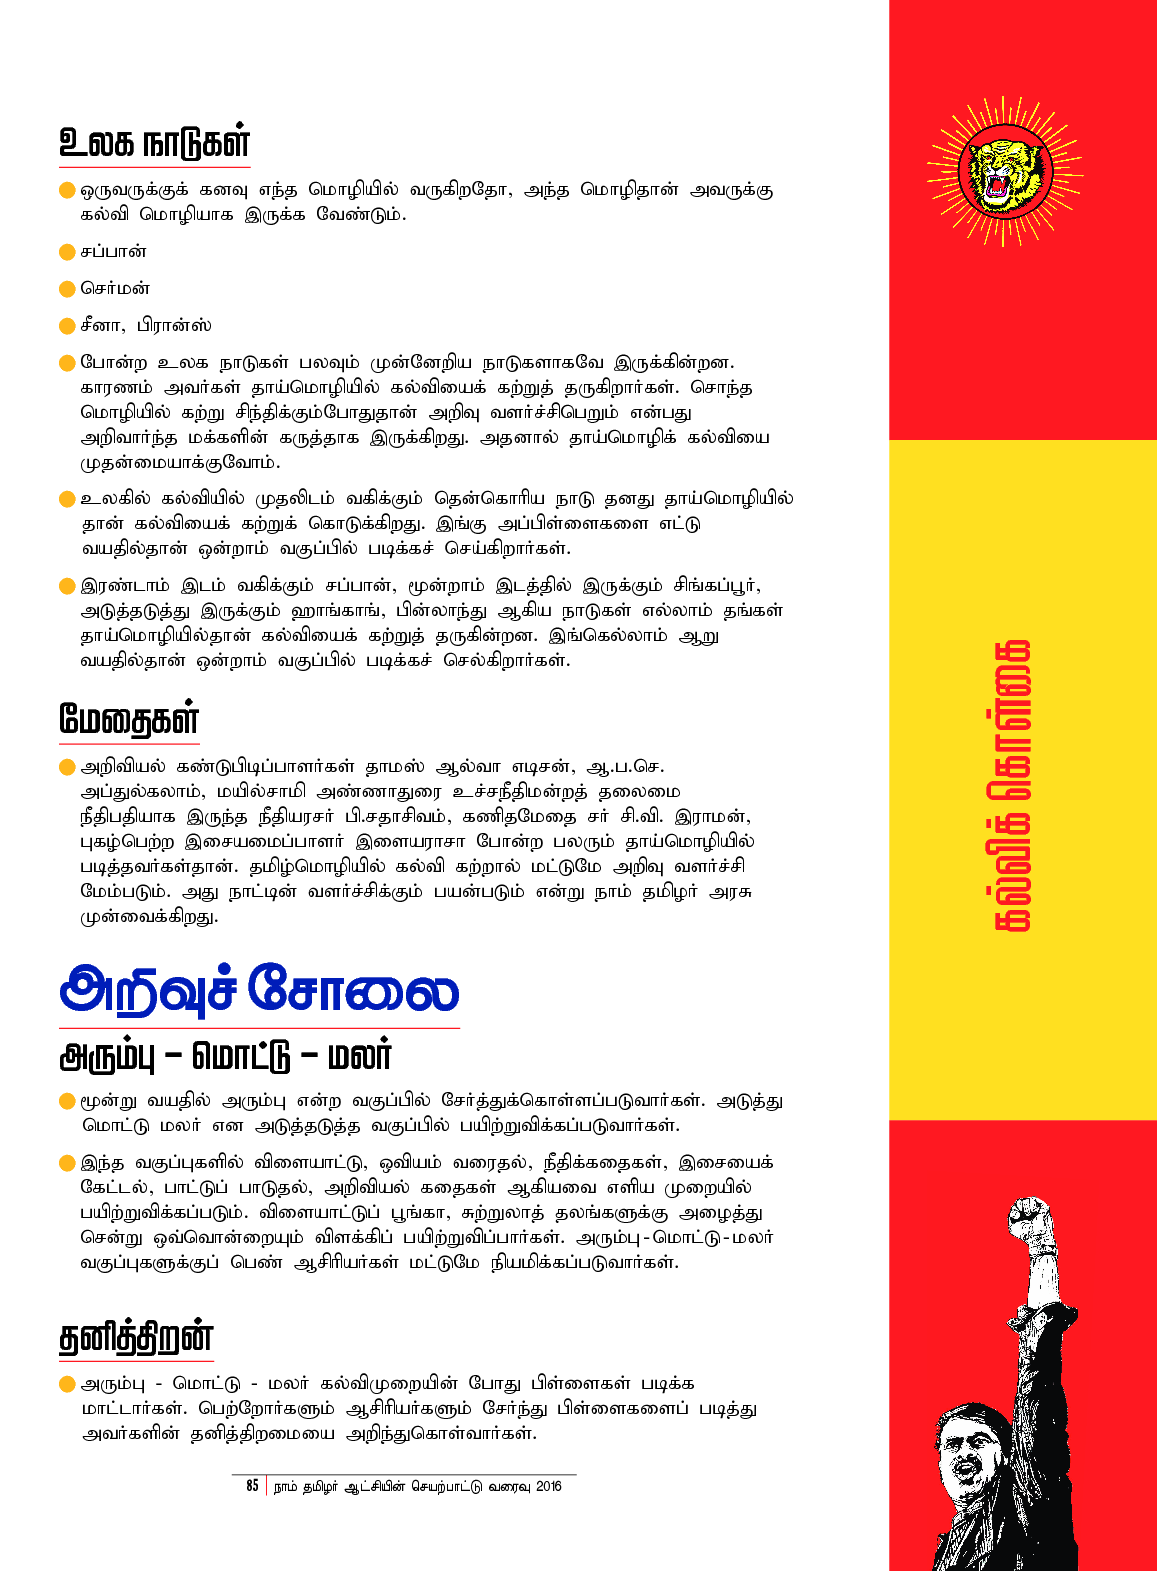 உலக நாடுகள்
ஒருவருக்குக் கனவு எந்த மொழியில் வருகிறதோ, அந்த மொழிதான் அவருக்கு
கல்வி மொழியாக இருக்க வேண்டும்.
சப்பான்
செர்மன்
சீனா, பிரான்ஸ்
போன்ற உலக நாடுகள் பலவும் முன்னேறிய நாடுகளாகவே இருக்கின்றன.
காரணம் அவர்கள் தாய்மொழியில் கல்வியைக் கற்றுத் தருகிறார்கள். சொந்த
மொழியில் கற்று சிந்திக்கும்போதுதான் அறிவு வளர்ச்சிபெறும் என்பது
அறிவார்ந்த மக்களின் கருத்தாக இருக்கிறது. அதனால் தாய்மொழிக் கல்வியை
முதன்மையாக்குவோம்.
உலகில் கல்வியில் முதலிடம் வகிக்கும் தென்கொரிய நாடு தனது தாய்மொழியில்
தான் கல்வியைக் கற்றுக் கொடுக்கிறது. இங்கு அப்பிள்ளைகளை எட்டு
வயதில்தான் ஒன்றாம் வகுப்பில் படிக்கச் செய்கிறார்கள்.
இரண்டாம் இடம் வகிக்கும் சப்பான், மூன்றாம் இடத்தில் இருக்கும் சிங்கப்பூர்,
அடுத்தடுத்து இருக்கும் ஹாங்காங், பின்லாந்து ஆகிய நாடுகள் எல்லாம் தங்கள்
தாய்மொழியில்தான் கல்வியைக் கற்றுத் தருகின்றன. இங்கெல்லாம் ஆறு
வயதில்தான் ஒன்றாம் வகுப்பில் படிக்கச் செல்கிறார்கள்.
மேதைகள்
அறிவியல் கண்டுபிடிப்பாளர்கள் தாமஸ் ஆல்வா எடிசன், ஆ.ப.செ.
அப்துல்கலாம், மயில்சாமி அண்ணாதுரை உச்சநீதிமன்றத் தலைமை
நீதிபதியாக இருந்த நீதியரசர் பி.சதாசிவம், கணிதமேதை சர் சி.வி. இராமன்,
புகழ்பெற்ற இசையமைப்பாளர் இளையராசா போன்ற பலரும் தாய்மொழியில்
படித்தவர்கள்தான். தமிழ்மொழியில் கல்வி கற்றால் மட்டுமே அறிவு வளர்ச்சி
மேம்படும். அது நாட்டின் வளர்ச்சிக்கும் பயன்படும் என்று நாம் தமிழர் அரசு
முன்வைக்கிறது.
அறிவுச் சோலை
அரும்பு – மொட்டு – மலர்
மூன்று வயதில் அரும்பு என்ற வகுப்பில் சேர்த்துக்கொள்ளப்படுவார்கள். அடுத்து
மொட்டு மலர் என அடுத்தடுத்த வகுப்பில் பயிற்றுவிக்கப்படுவார்கள்.
இந்த வகுப்புகளில் விளையாட்டு, ஒவியம் வரைதல், நீதிக்கதைகள், இசையைக்
கேட்டல், பாட்டுப் பாடுதல், அறிவியல் கதைகள் ஆகியவை எளிய முறையில்
பயிற்றுவிக்கப்படும். விளையாட்டுப் பூங்கா, சுற்றுலாத் தலங்களுக்கு அழைத்து
சென்று ஒவ்வொன்றையும் விளக்கிப் பயிற்றுவிப்பார்கள். அரும்பு-மொட்டு-மலர்
வகுப்புகளுக்குப் பெண் ஆசிரியர்கள் மட்டுமே நியமிக்கப்படுவார்கள்.
தனித்திறன்
அரும்பு - மொட்டு - மலர் கல்விமுறையின் போது பிள்ளைகள் படிக்க
மாட்டார்கள். பெற்றோர்களும் ஆசிரியர்களும் சேர்ந்து பிள்ளைகளைப் படித்து
அவர்களின் தனித்திறமையை அறிந்துகொள்வார்கள்.
85 நாம் தமிழர் ஆட்சியின் செயற்பாட்டு வரைவு 2016
கல்விக் கொள்கை